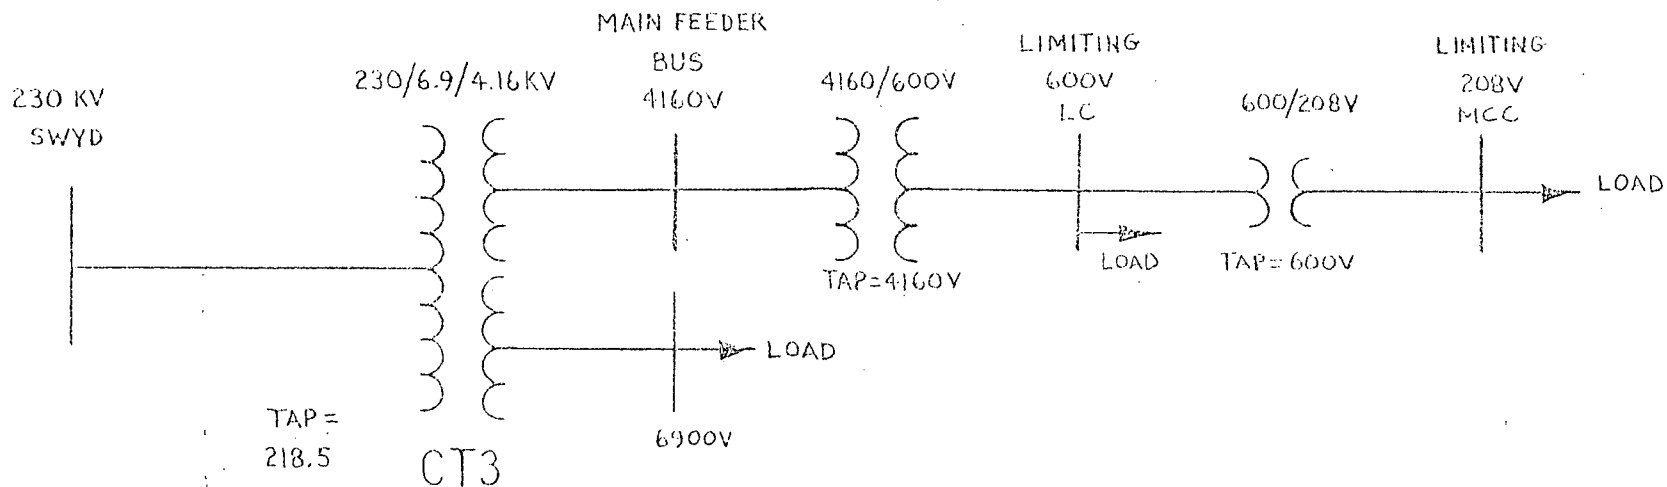 MAIN FEEDER
BUS
4160V
230/6.9/4.16KV
4160/600V
LIMITING
600V
LC
600/208V
LIMITING
208V
MCC
230 KV
SWYD
LOAD
LOAD
TAP=4160V
TAP=600V
LOAD
6900V
TAP=
218.5
CT3